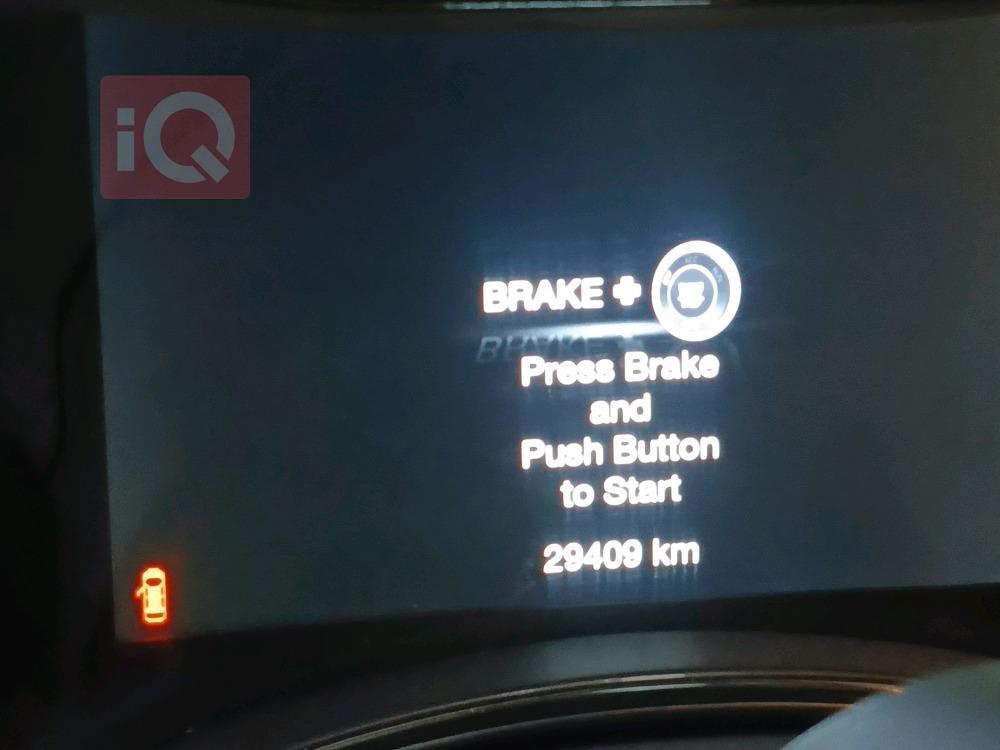 iQ
BRAKE +
Press Brake
and
Push Button
to Start
29409 km